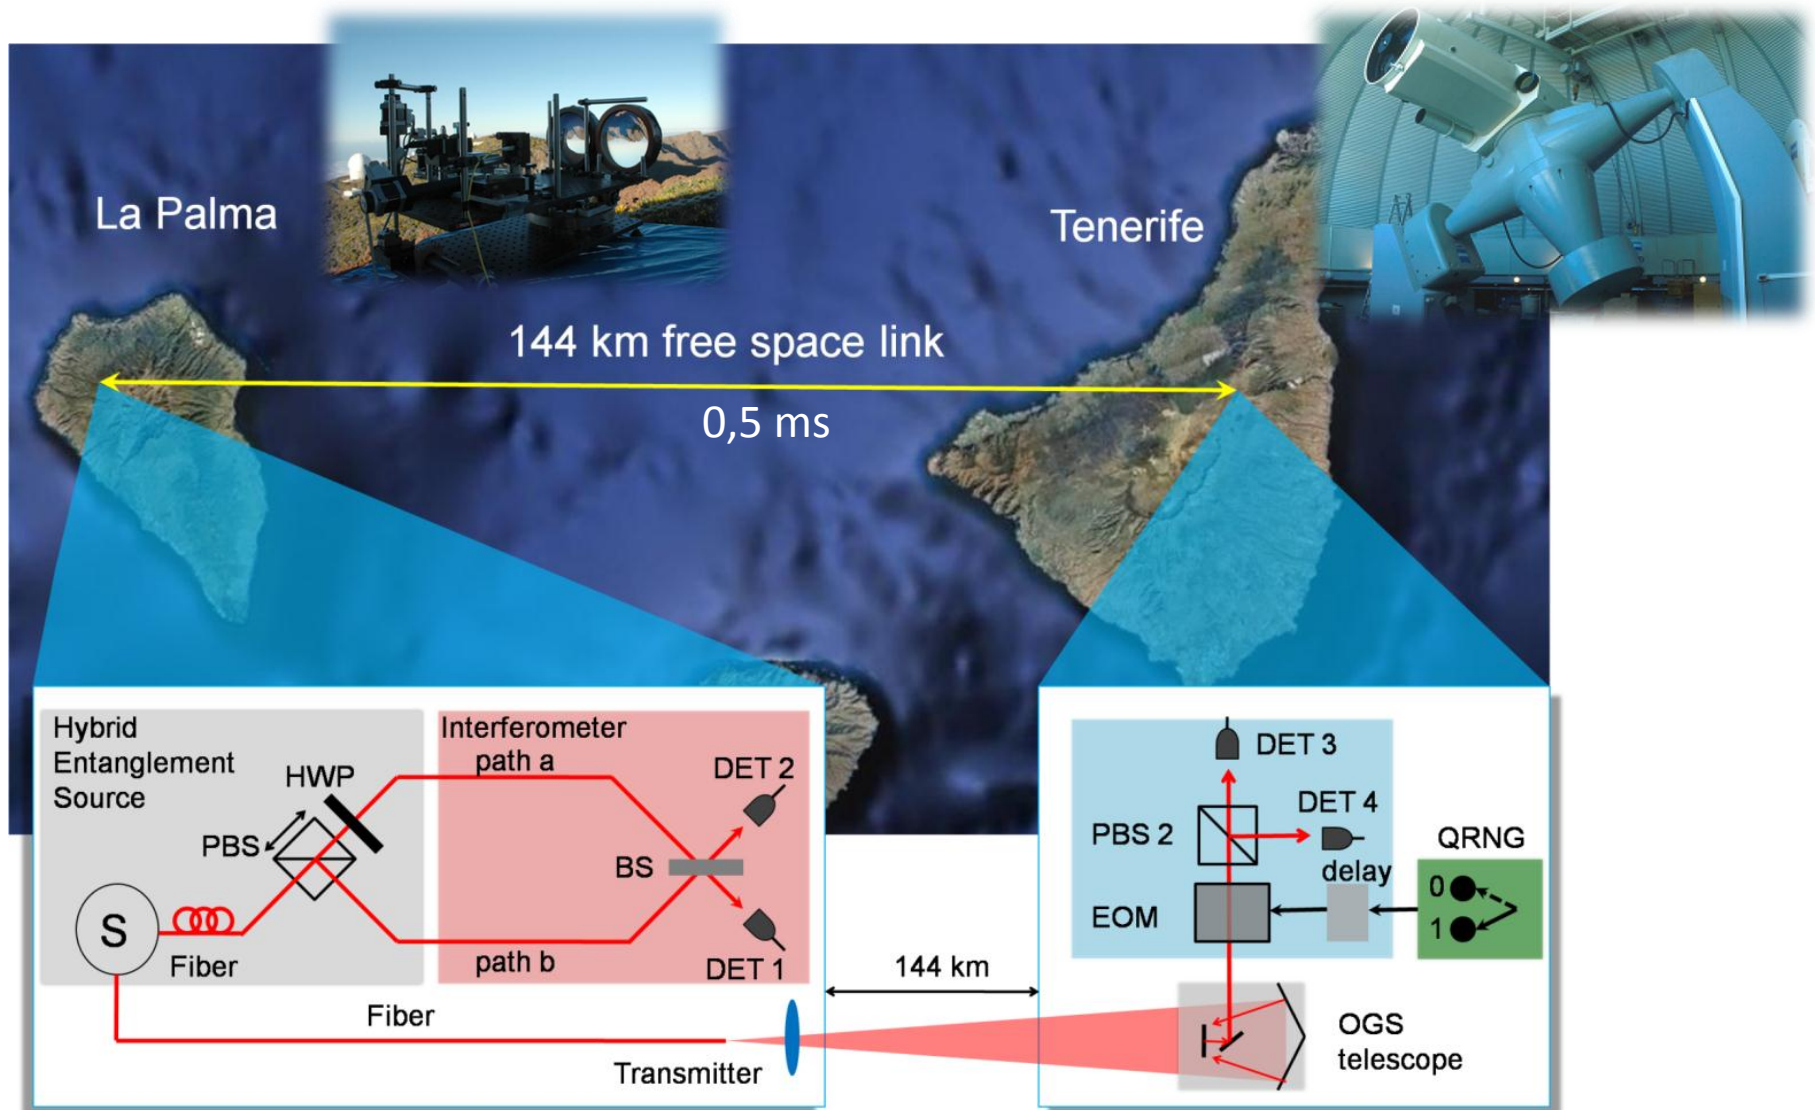 La Palma
Tenerife
144 km free space link
0,5 ms
Hybrid
Entanglement
Source
HWP
PBS
S
Fiber
Interferometer
path a
DET 2
BS
path b
DET 1
Fiber
Transmitter
144 km
DET 3
DET 4
PBS 2
delay
QRNG
0
1
EOM
OGS
telescope